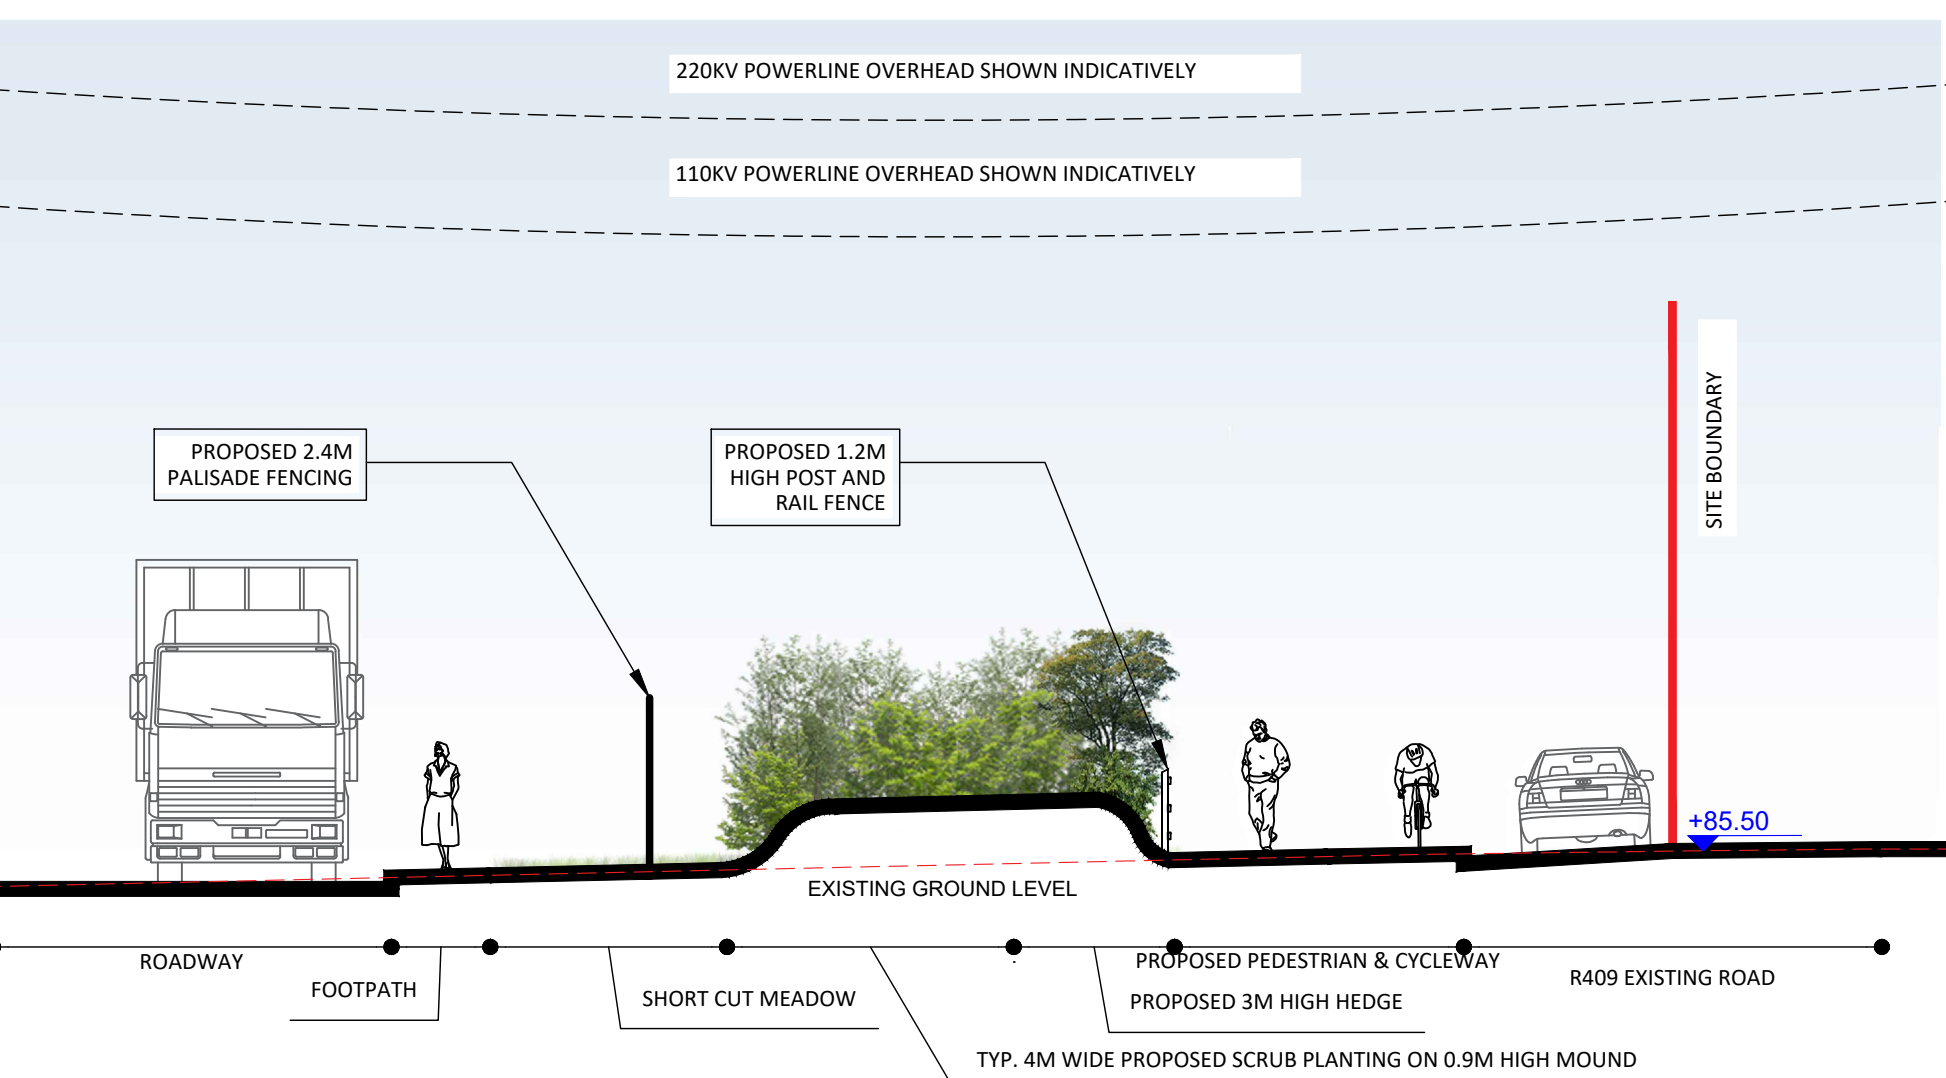 220KV POWERLINE OVERHEAD SHOWN INDICATIVELY
110KV POWERLINE OVERHEAD SHOWN INDICATIVELY
SITE BOUNDARY
PROPOSED 2.4M
PALISADE FENCING
PROPOSED 1.2M
HIGH POST AND
RAIL FENCE
+85.50
EXISTING GROUND LEVEL
ROADWAY
FOOTPATH
SHORT CUT MEADOW
PROPOSED PEDESTRIAN & CYCLEWAY
PROPOSED 3M HIGH HEDGE
R409 EXISTING ROAD
TYP. 4M WIDE PROPOSED SCRUB PLANTING ON 0.9M HIGH MOUND